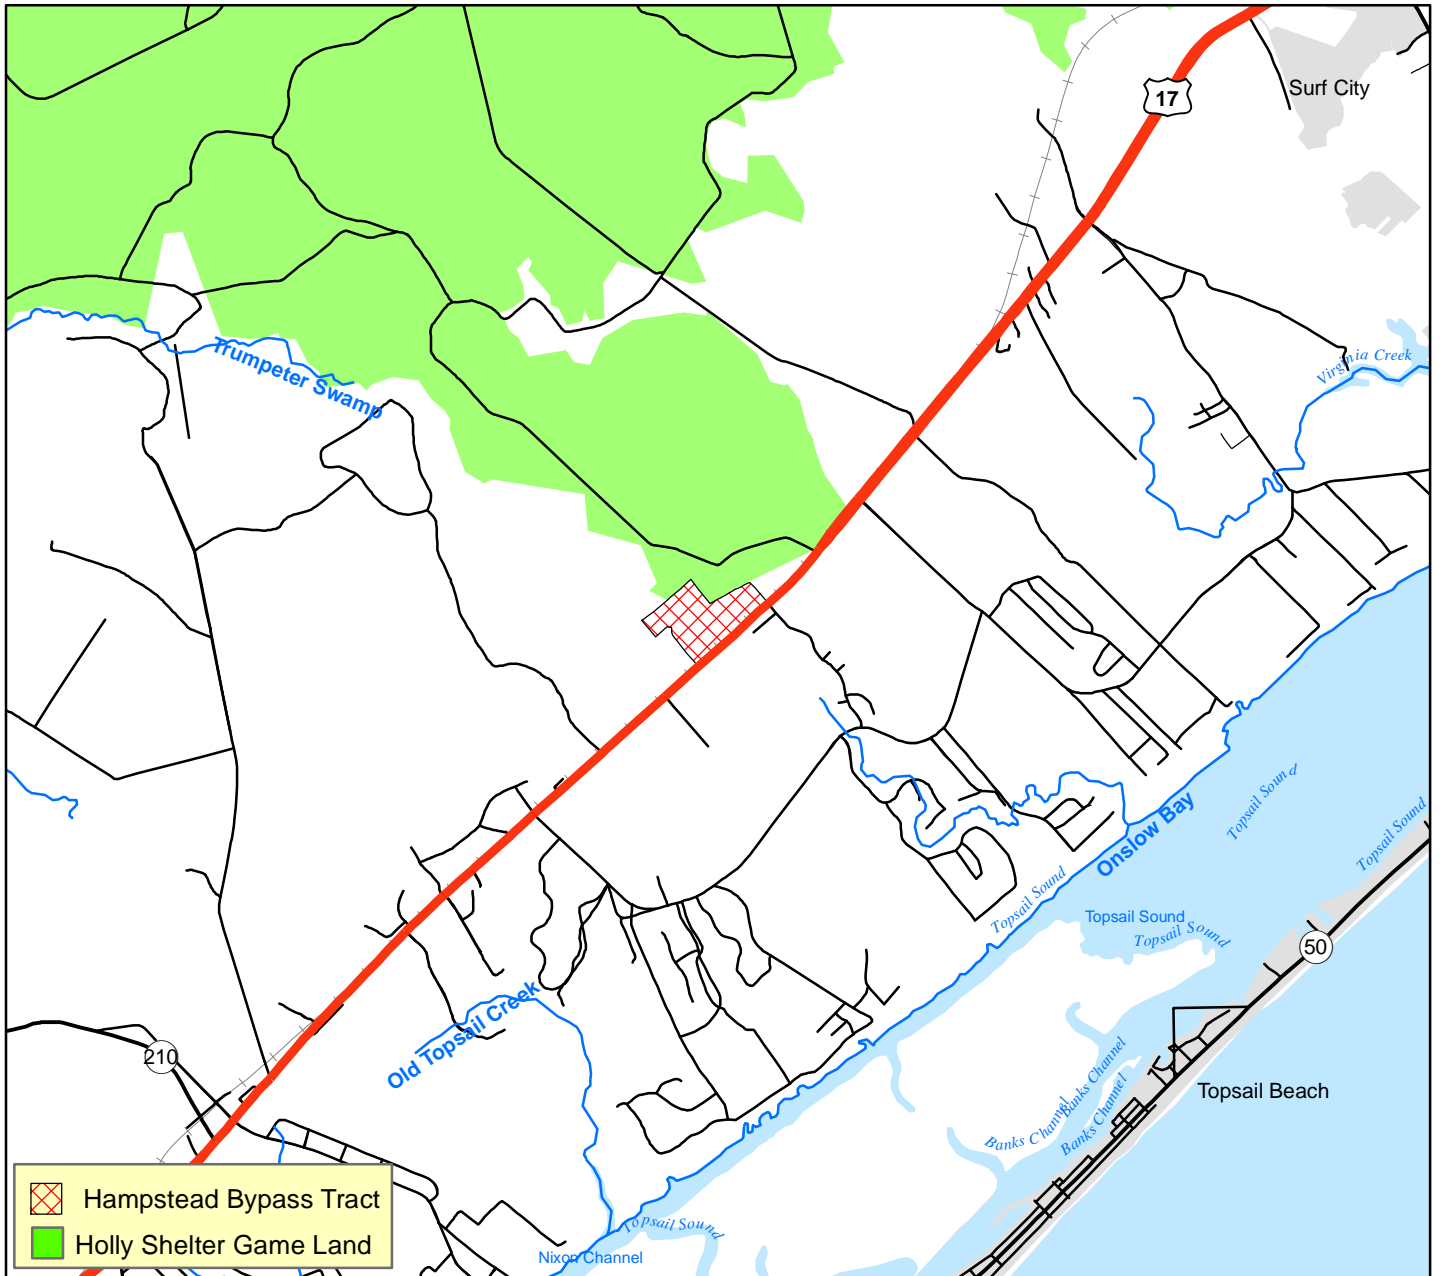 17
Surf City
Trumpeter Swamp
Virginia Creek
Topsail Sound
Topsail Sound
Onslow Bay
Topsail Sound
Topsail Sound
Topsail Sound
50
Old Topsail Creek
210
Banks Channel
Banks Channel
Banks Channel
Topsail Beach
Topsail Sound
Nixon Channel
Hampstead Bypass Tract
Holly Shelter Game Land